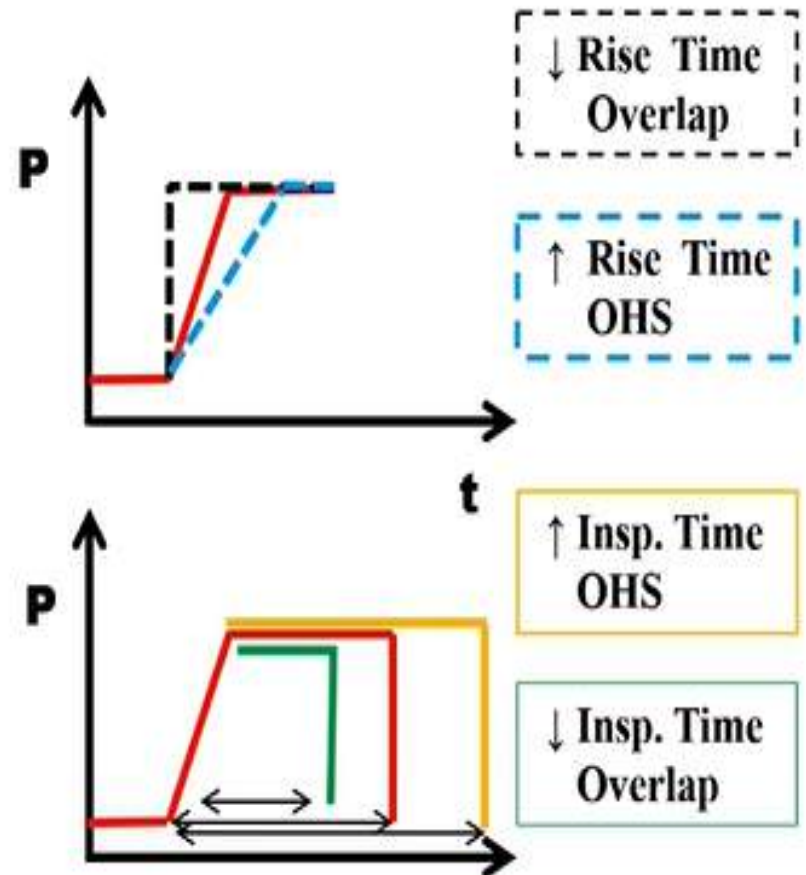 ↓ Rise Time
Overlap
P
↑ Rise Time
OHS
t
↑ Insp. Time
OHS
P
↓ Insp. Time
Overlap